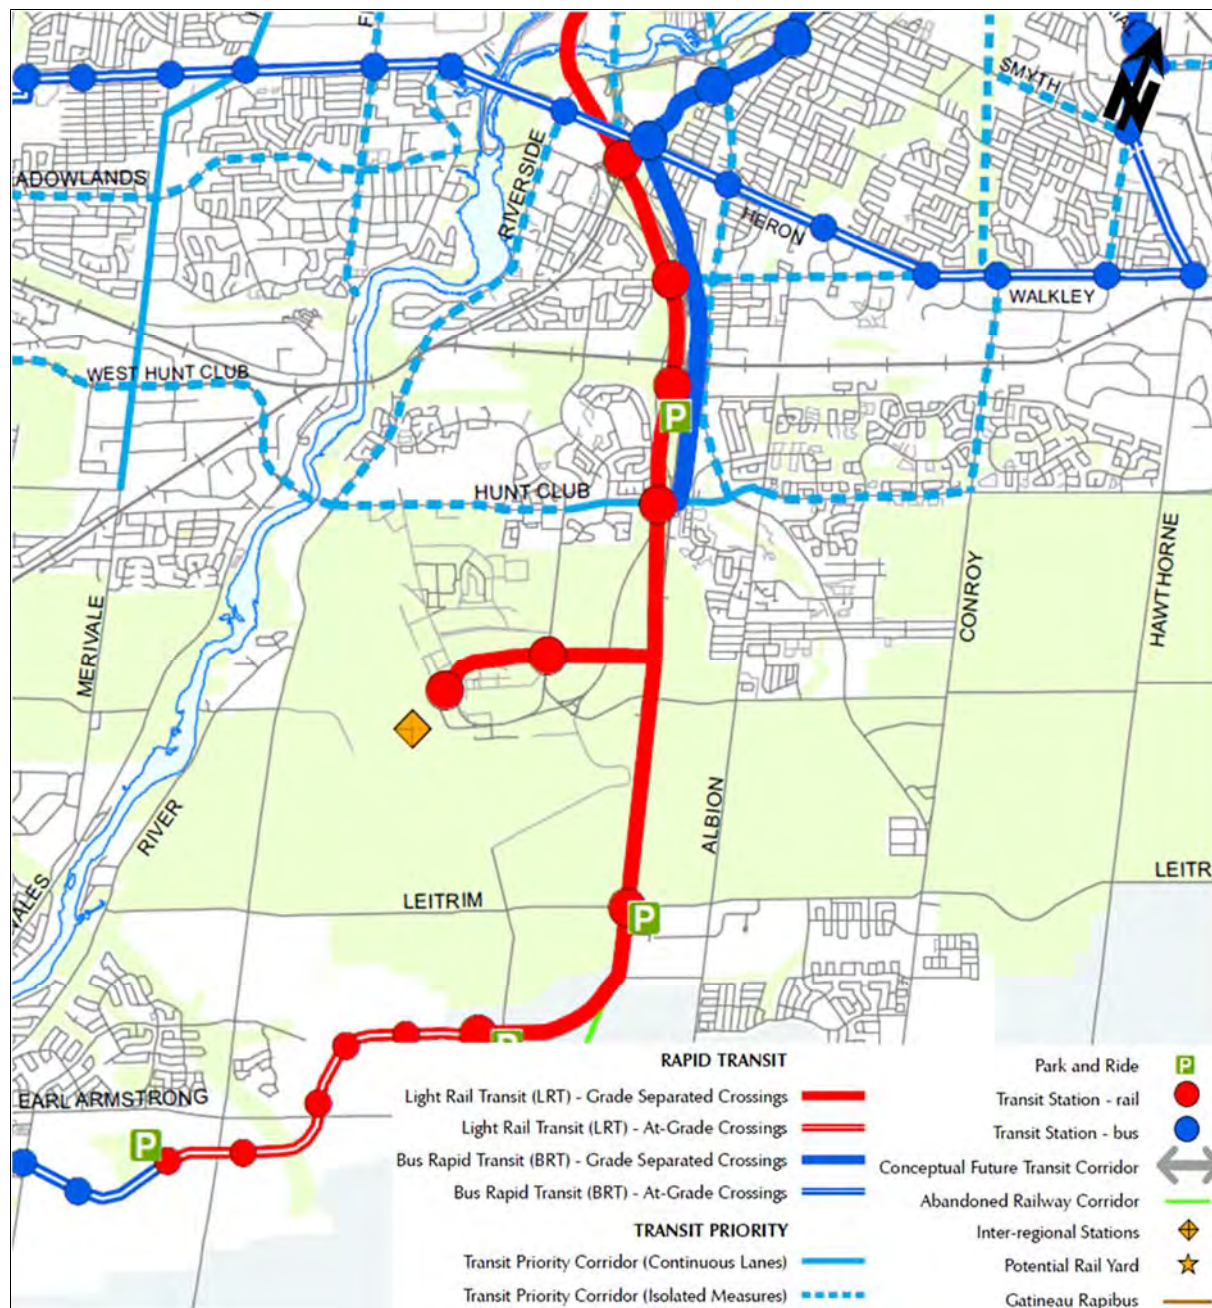 SMYTH
N
ADOWLANDS
RIVERSIDE
HERON
WALKLEY
WEST HUNT CLUB
P
HUNT CLUB
MERIVALE
CONROY
HAWTHORNE
RIVER
ALBION
LEITRIM
LEITR
P
EARL ARMSTRONG
P
RAPID TRANSIT
Light Rail Transit (LRT) - Grade Separated Crossings
Light Rail Transit (LRT) - At-Grade Crossings
Bus Rapid Transit (BRT) - Grade Separated Crossings
Bus Rapid Transit (BRT) - At-Grade Crossings
TRANSIT PRIORITY
Transit Priority Corridor (Continuous Lanes)
Transit Priority Corridor (Isolated Measures)
Park and Ride P
Transit Station - rail
Transit Station - bus
Conceptual Future Transit Corridor
Abandoned Railway Corridor
Inter-regional Stations
Potential Rail Yard
Gatineau Rapibus